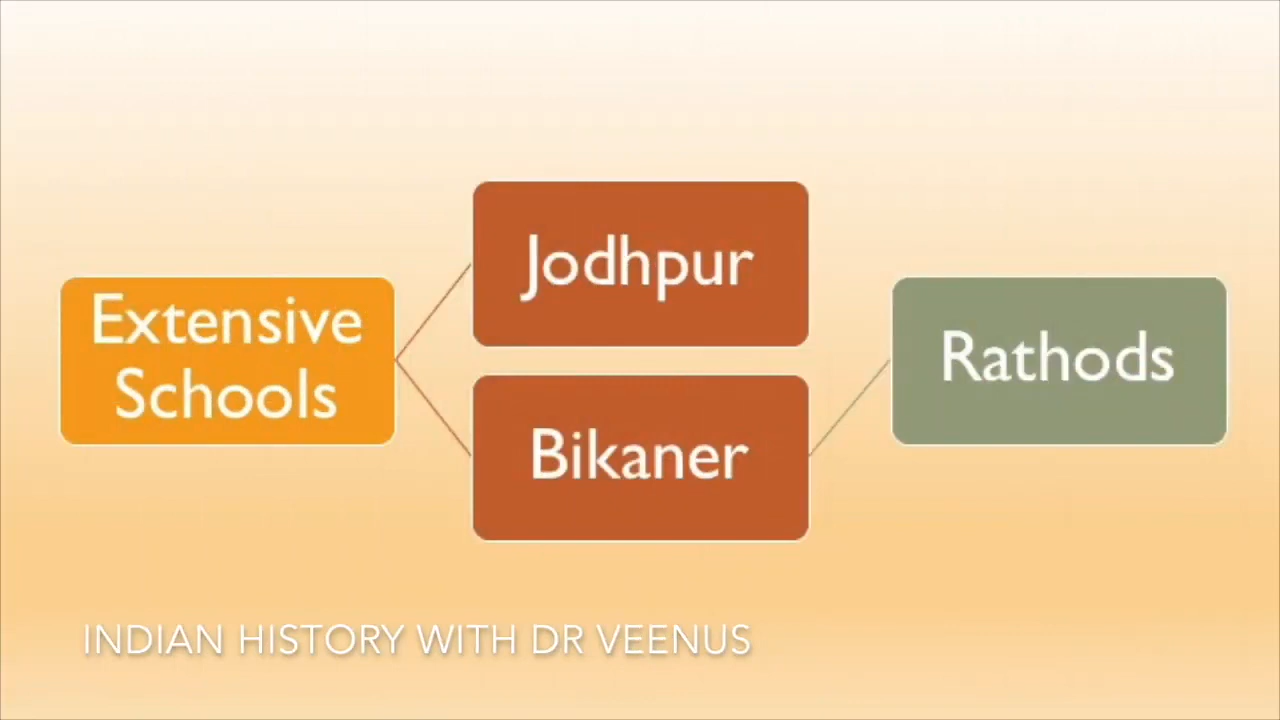 Extensive
Schools
Jodhpur
Bikaner
Rathods
INDIAN HISTORY WITH DR VEENUS